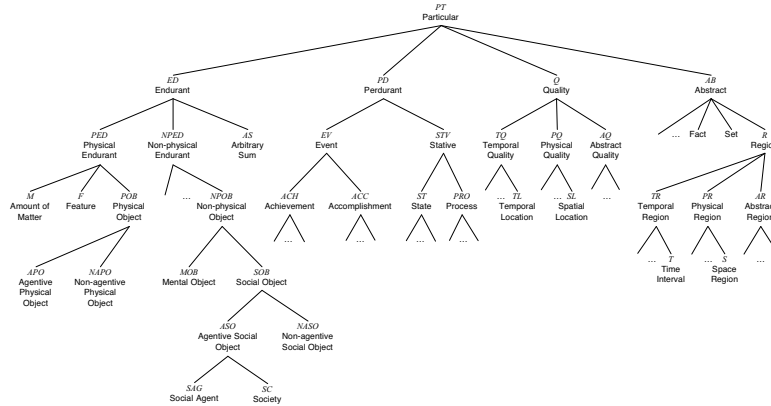 PT
Particular
ED
Endurant
PD
Perdurant
Q
Quality
AB
Abstract
PED
Physical
Endurant
NPED
Non-physical
Endurant
AS
Arbitrary
Sum
EV
Event
STV
Stative
TQ
Temporal
Quality
PQ
Physical
Quality
AQ
Abstract
Quality
...
Fact
Set
R
Regio
M
Amount of
Matter
F
Feature
POB
Physical
Object
...
NPOB
Non-physical
Object
ACH
Achievement
...
ACC
Accomplishment
...
ST
State
...
PRO
Process
...
... TL
Temporal
Location
... SL
Spatial
Location
...
TR
Temporal
Region
PR
Physical
Region
AR
Abstra
Regio
APO
Agentive
Physical
Object
NAPO
Non-agentive
Physical
Object
MOB
Mental Object
SOB
Social Object
... T
Time
Interval
... S
Space
Region
...
ASO
Agentive Social
Object
NASO
Non-agentive
Social Object
SAG
Social Agent
SC
Society